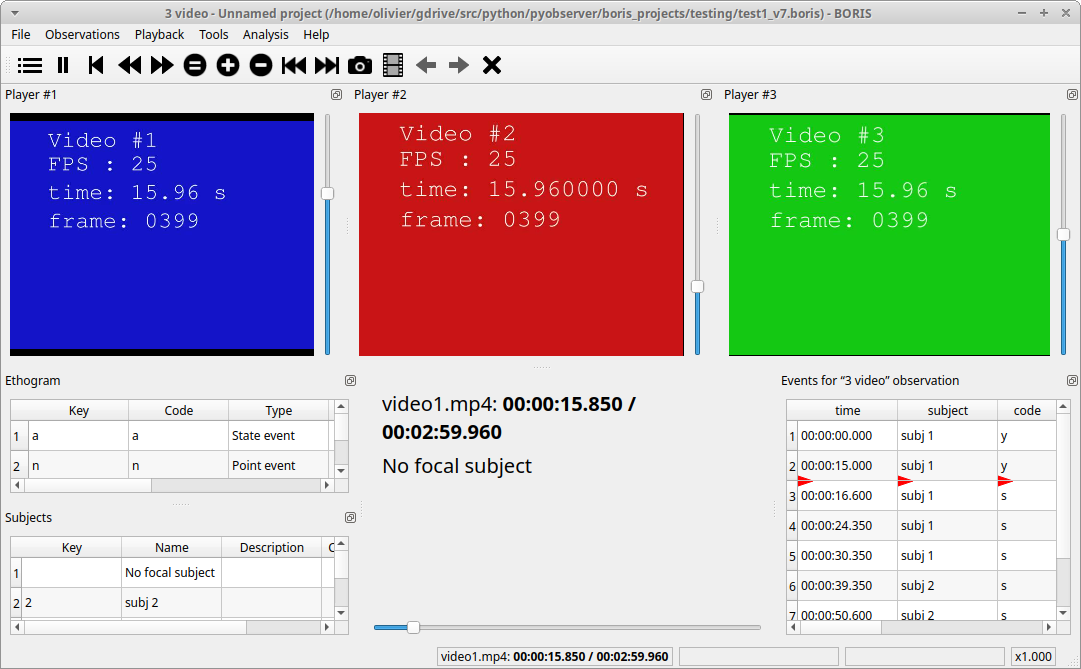 3 video - Unnamed project (/home/olivier/gdrive/src/python/pyobserver/boris_projects/testing/test1_v7.boris) - BORIS
File Observations Playback Tools Analysis Help
Player #1 Player #2 Player #3
Video #1
FPS : 25
time: 15.96 s
frame: 0399
Video #2
FPS : 25
time: 15.960000 s
frame: 0399
Video #3
FPS : 25
time: 15.96 s
frame: 0399
Ethogram
Key Code Type
1 a a State event
2 n n Point event
Subjects
Key Name Description
1 No focal subject
2 2 subj 2
video1.mp4: 00:00:15.850 /
00:02:59.960
No focal subject
Events for “3 video” observation
time subject code
1 00:00:00.000 subj 1 y
2 00:00:15.000 subj 1 y
3 00:00:16.600 subj 1 s
4 00:00:24.350 subj 1 s
5 00:00:30.350 subj 1 s
6 00:00:39.350 subj 2 s
7 00:00:50.600 subj 2 s
video1.mp4: 00:00:15.850 / 00:02:59.960
x1.000